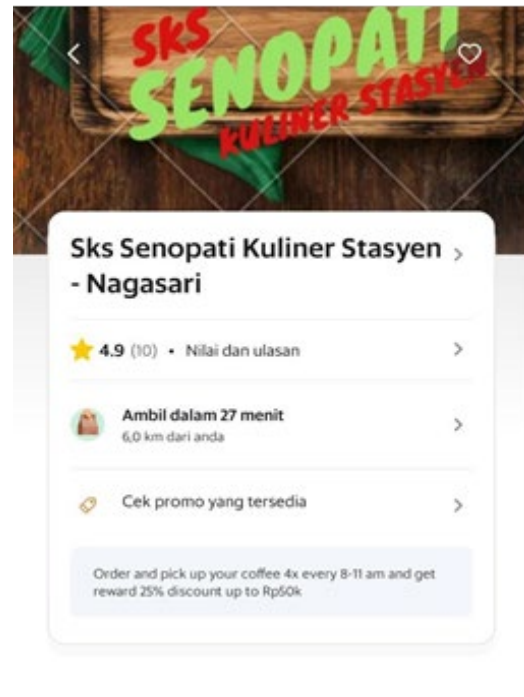 SKS
SENOPATI
KULINER STASYEN
Sks Senopati Kuliner Stasyen
- Nagasari
4.9 (10) • Nilai dan ulasan
Ambil dalam 27 menit
6,0 km dari anda
Cek promo yang tersedia
Order and pick up your coffee 4x every 8-11 am and get
reward 25% discount up to Rp50k